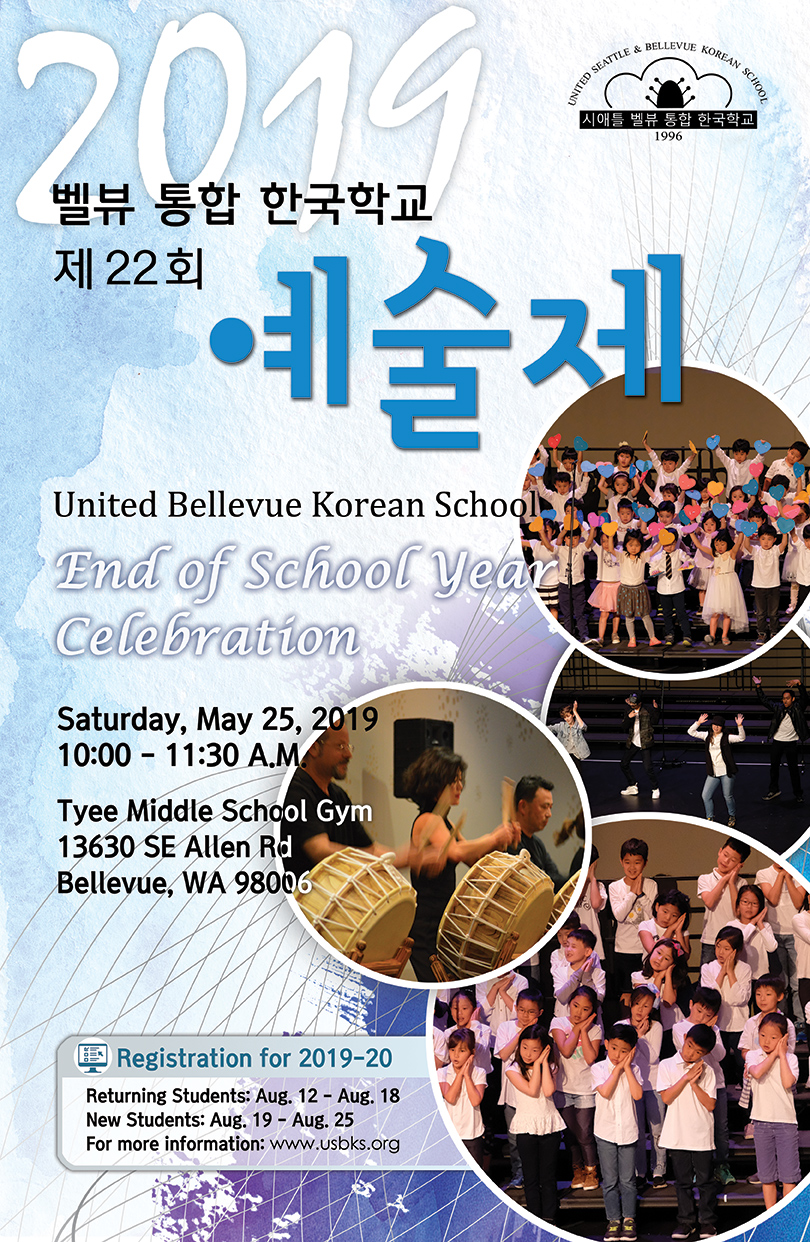 2019
UNITED SEATTLE & BELLEVUE KOREAN SCHOOL
시애틀 벨뷰 통합 한국학교
1996
벨뷰 통합 한국학교
제 22회
예술제
United Bellevue Korean School
End of School Year
Celebration
Saturday, May 25, 2019
10:00 - 11:30 A.M.
Tyee Middle School Gym
13630 SE Allen Rd
Bellevue, WA 98006
Registration for 2019-20
Returning Students: Aug. 12 - Aug. 18
New Students: Aug. 19 - Aug. 25
For more information: www.usbks.org